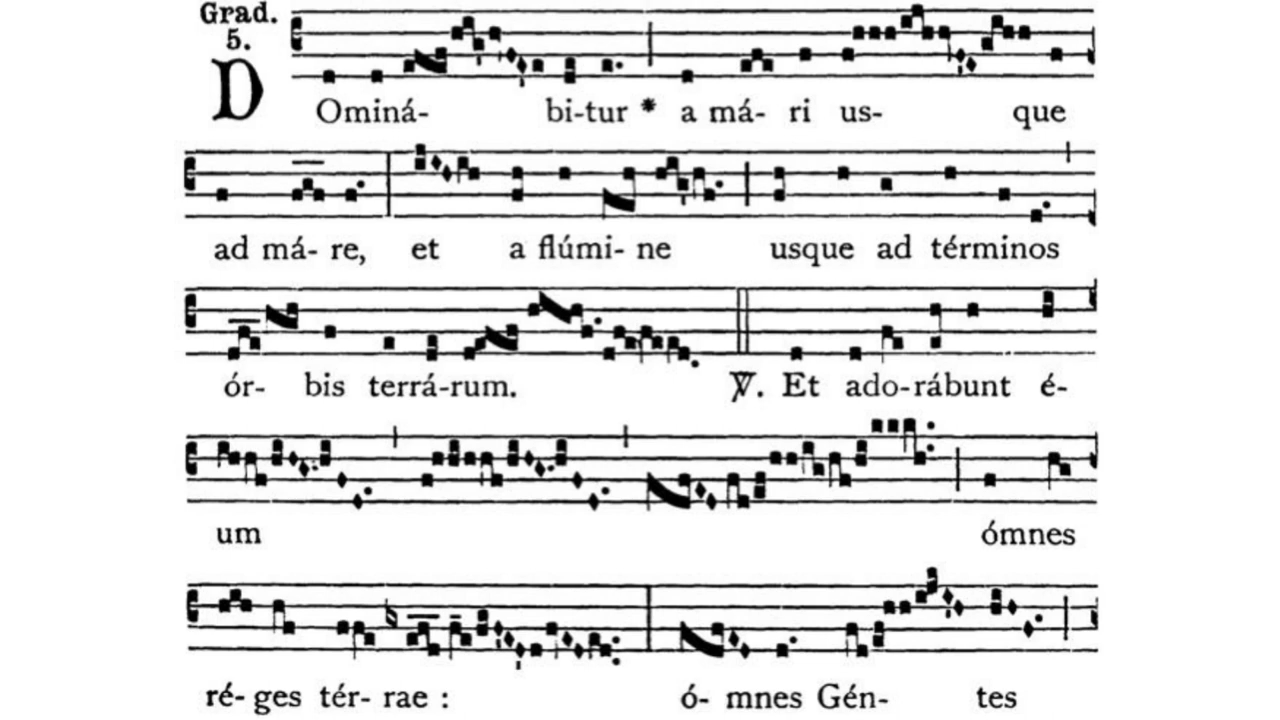 Grad.
5.
DOminá- bi-tur * a má- ri us- que
ad má- re, et a flúmi- ne usque ad términos
ór- bis terrá-rum. ℣. Et ado-rábunt é-
um ómnes
ré- ges tér- rae : ó- mnes Gén- tes